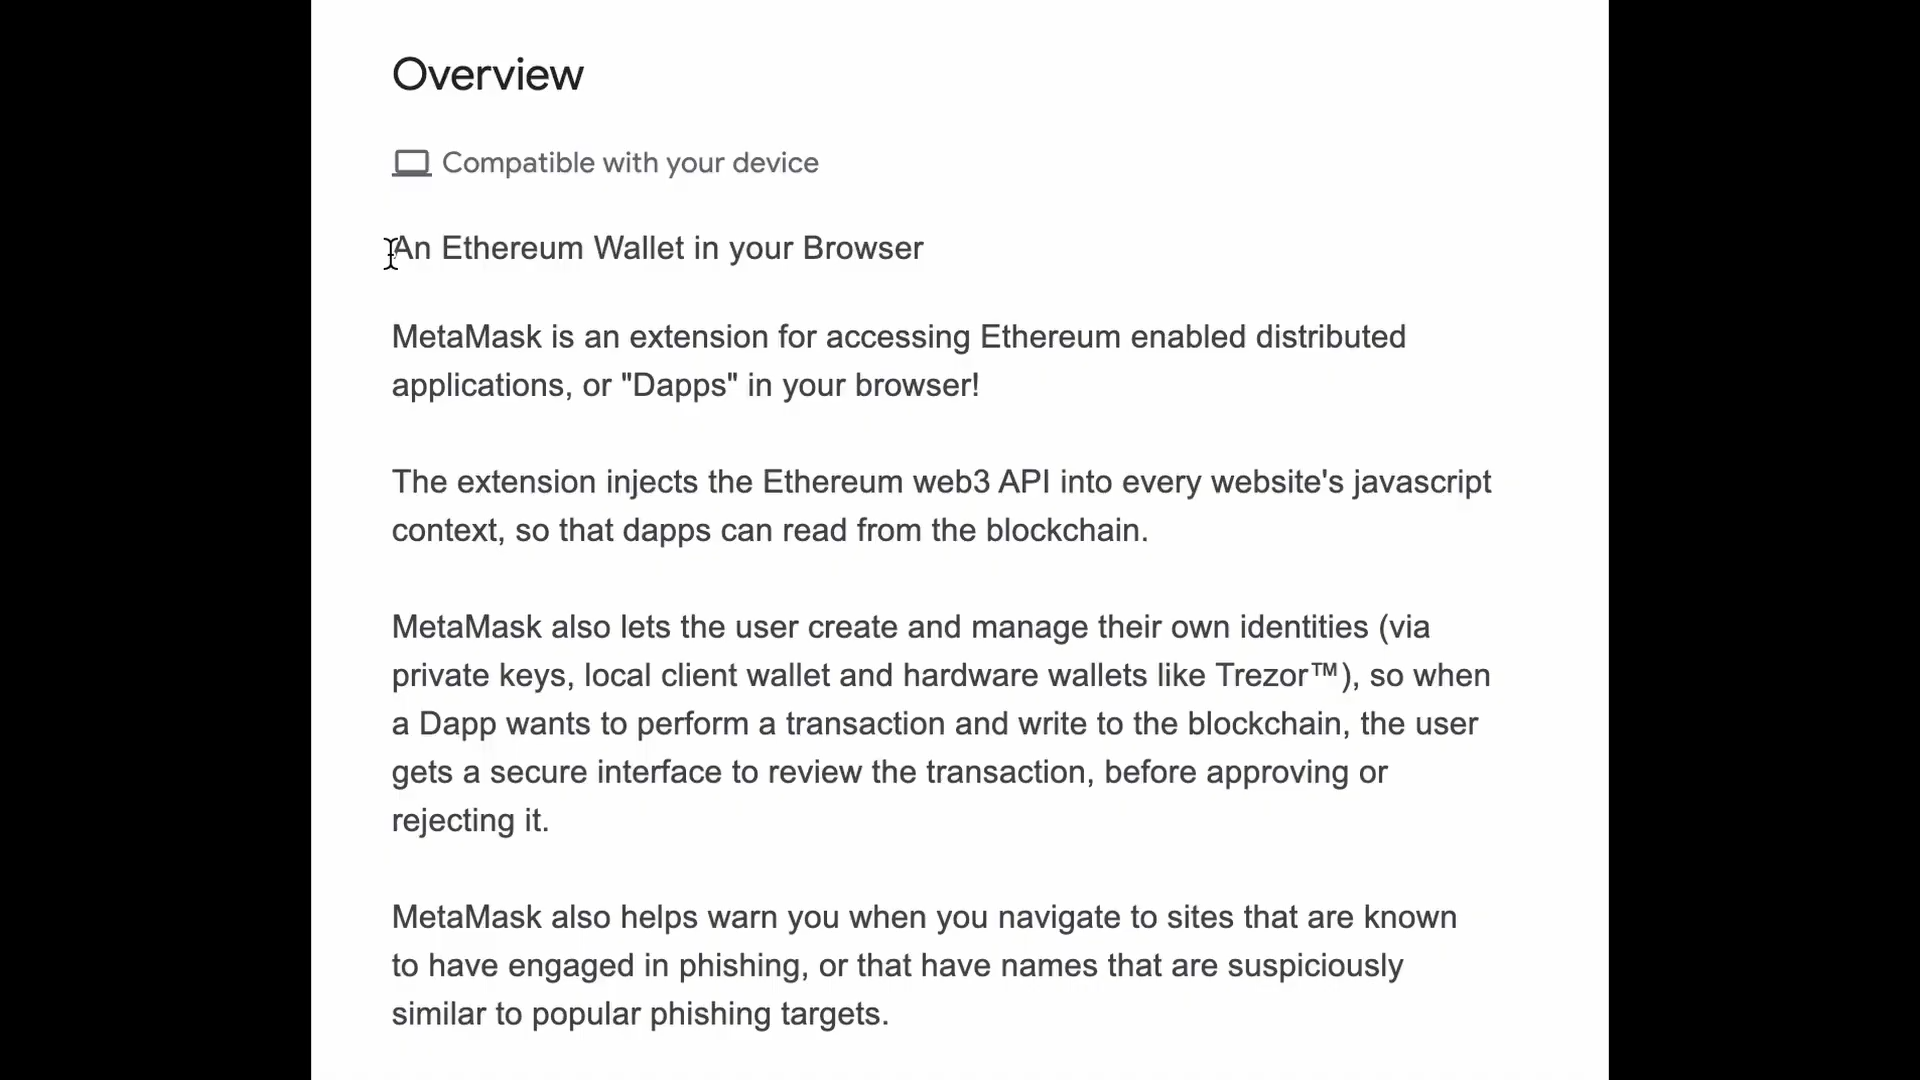 Overview
Compatible with your device
An Ethereum Wallet in your Browser
MetaMask is an extension for accessing Ethereum enabled distributed
applications, or "Dapps" in your browser!
The extension injects the Ethereum web3 API into every website's javascript
context, so that dapps can read from the blockchain.
MetaMask also lets the user create and manage their own identities (via
private keys, local client wallet and hardware wallets like Trezor™), so when
a Dapp wants to perform a transaction and write to the blockchain, the user
gets a secure interface to review the transaction, before approving or
rejecting it.
MetaMask also helps warn you when you navigate to sites that are known
to have engaged in phishing, or that have names that are suspiciously
similar to popular phishing targets.